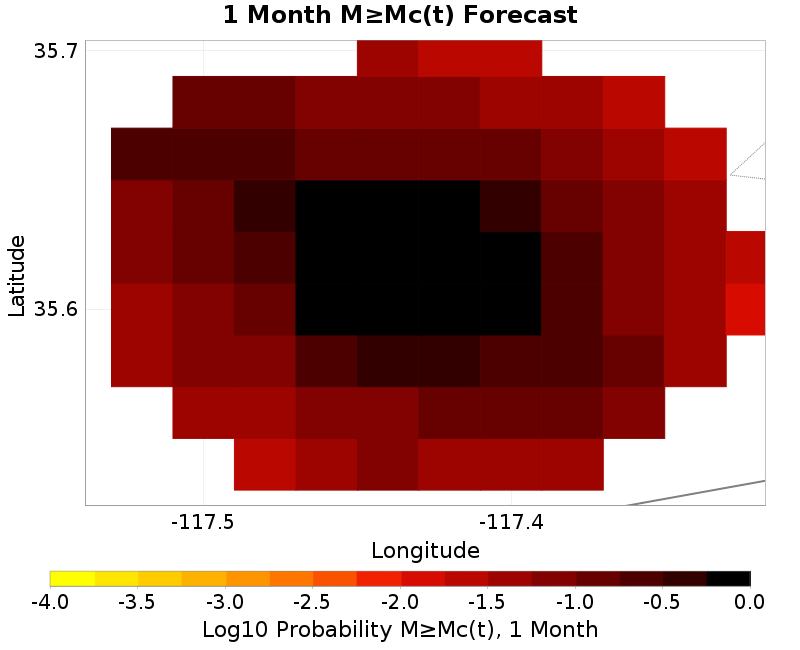 1 Month M≥Mc(t) Forecast
35.7
35.6
Latitude
-117.5 -117.4
Longitude
-4.0 -3.5 -3.0 -2.5 -2.0 -1.5 -1.0 -0.5 0.0
Log10 Probability M≥Mc(t), 1 Month